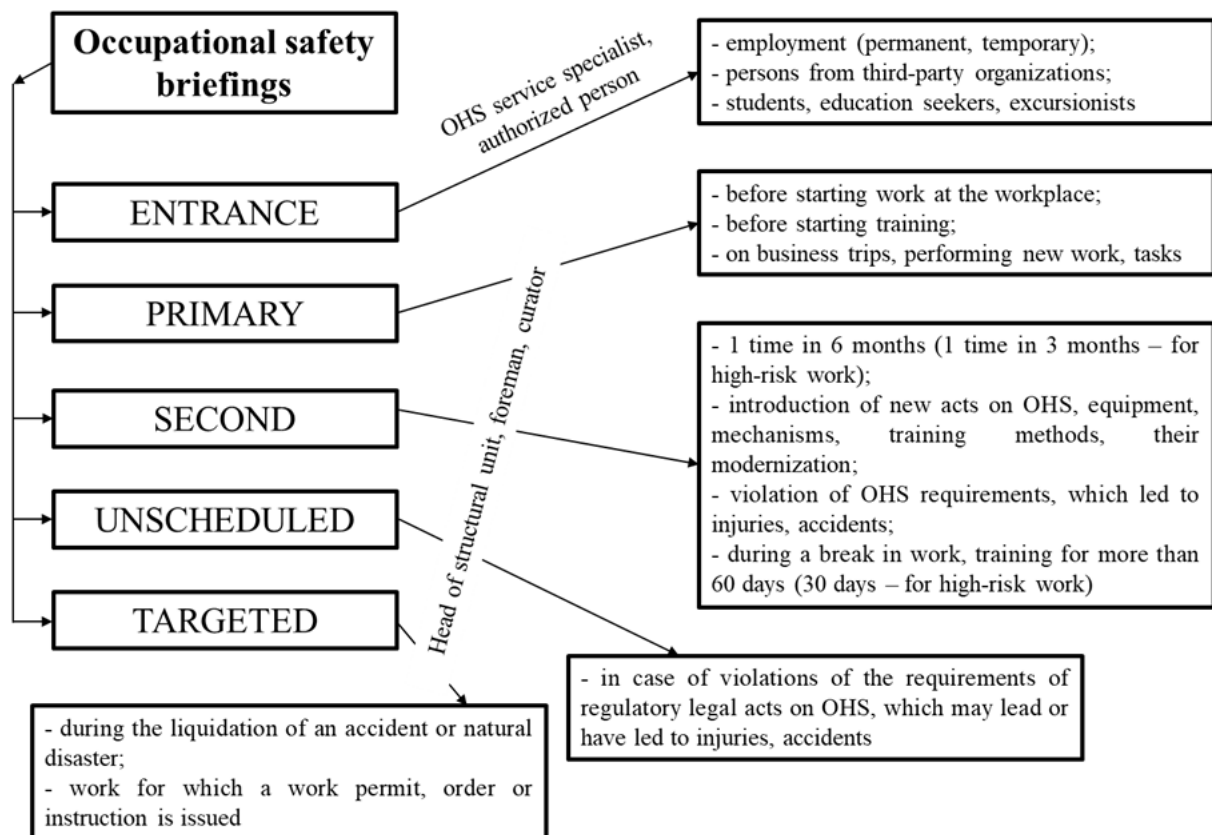 Occupational safety
briefings
OHS service specialist,
authorized person
- employment (permanent, temporary);
- persons from third-party organizations;
- students, education seekers, excursionists
ENTRANCE
- before starting work at the workplace;
- before starting training;
- on business trips, performing new work, tasks
PRIMARY
Head of structural unit, foreman, curator
- 1 time in 6 months (1 time in 3 months – for
high-risk work);
- introduction of new acts on OHS, equipment,
mechanisms, training methods, their
modernization;
- violation of OHS requirements, which led to
injuries, accidents;
- during a break in work, training for more than
60 days (30 days – for high-risk work)
SECOND
UNSCHEDULED
TARGETED
- in case of violations of the requirements of
regulatory legal acts on OHS, which may lead or
have led to injuries, accidents
- during the liquidation of an accident or natural
disaster;
- work for which a work permit, order or
instruction is issued